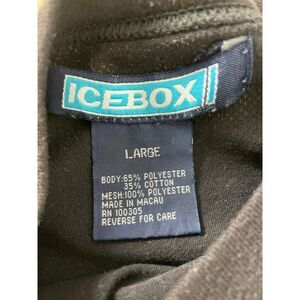 ICEBOX
LARGE
BODY:65% POLYESTER
35% COTTON
MESH:100% POLYESTER
MADE IN MACAU
RN 100305
REVERSE FOR CARE